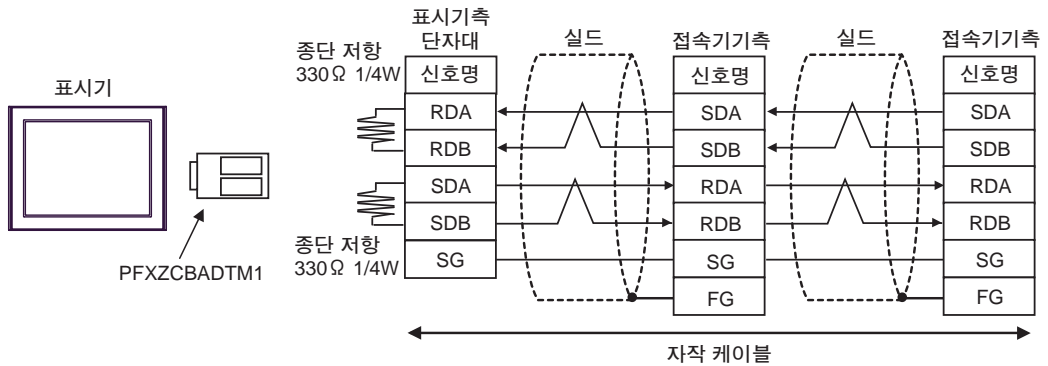 표시기
PFXZCBADTM1
종단 저항
330Ω 1/4W
종단 저항
330Ω 1/4W
표시기측
단자대
신호명
RDA
RDB
SDA
SDB
SG
실드
접속기기측
신호명
SDA
SDB
RDA
RDB
SG
FG
실드
접속기기측
신호명
SDA
SDB
RDA
RDB
SG
FG
자작 케이블